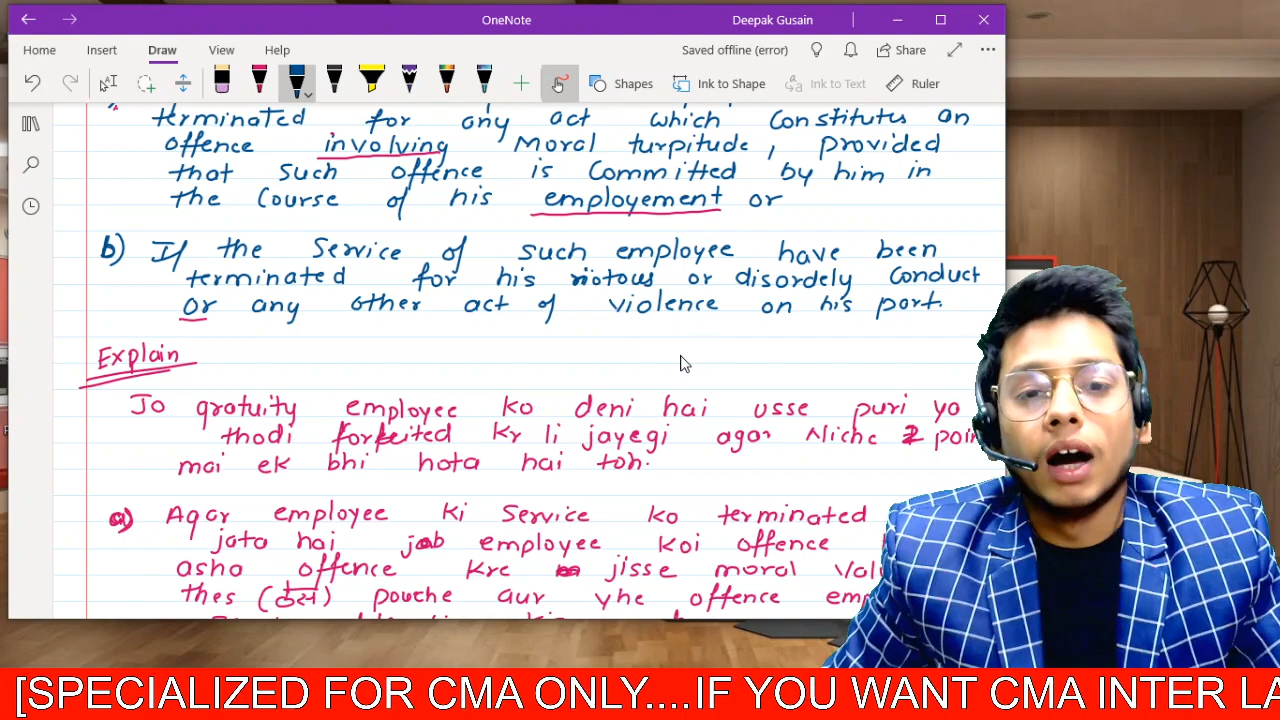 OneNote
Deepak Gusain
Home Insert Draw View Help
Saved offline (error)
Share
Shapes
Ink to Shape
Ink to Text
Ruler
terminated for any act which Constitutes an
offence involving Moral turpitude, provided
that such offence is Committed by him in
the Course of his employement or
b) If the Service of such employee have been
terminated for his riotous or disordely Conduct
or any other act of violence on his part.
Explain
Jo gratuity employee ko deni hai usse puri ya
thodi forfeited kr li jayegi agar Niche 2 poin
mai ek bhi hota hai toh.
a) Agar employee ki Service ko terminated
jata hai jab employee koi offence
asha offence kre jisse moral Val
thes (ठेस) pouche aur yhe offence em
[SPECIALIZED FOR CMA ONLY....IF YOU WANT CMA INTER LA